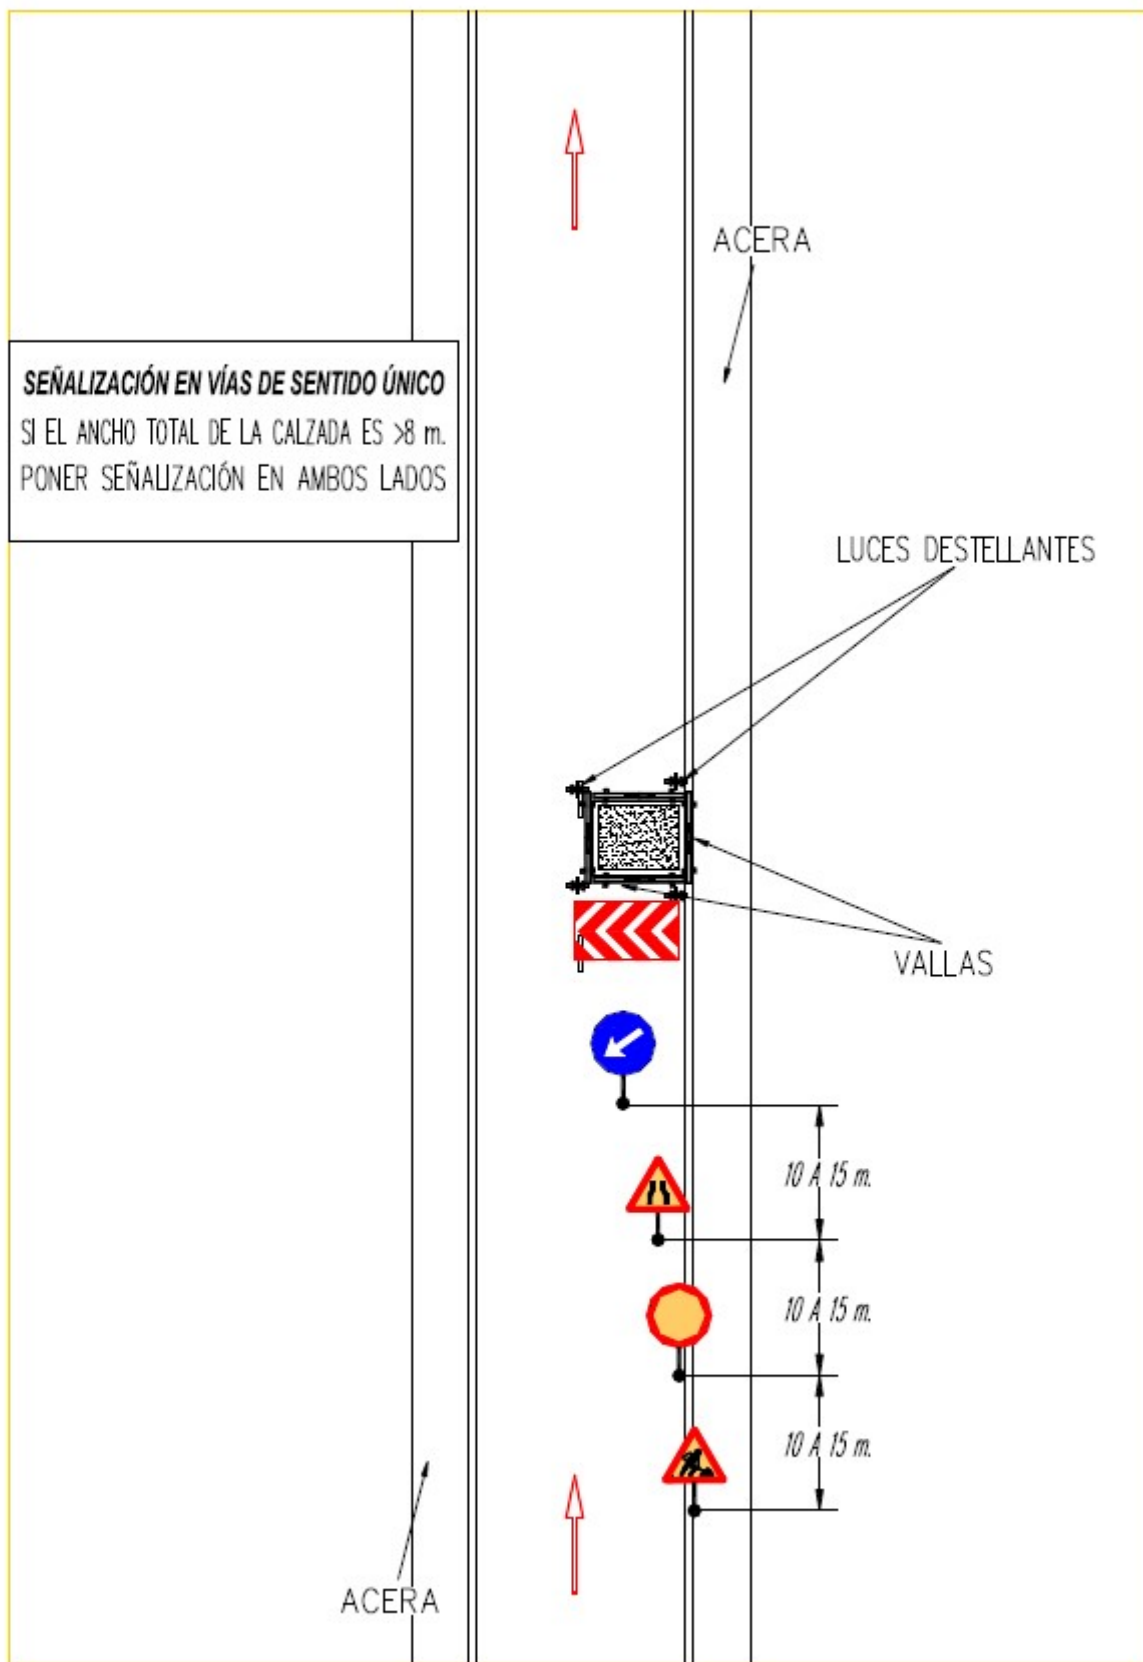 ACERA
SEÑALIZACIÓN EN VÍAS DE SENTIDO ÚNICO
SI EL ANCHO TOTAL DE LA CALZADA ES >8 m.
PONER SEÑALIZACIÓN EN AMBOS LADOS
LUCES DESTELLANTES
VALLAS
10 A 15 m.
10 A 15 m.
10 A 15 m.
ACERA